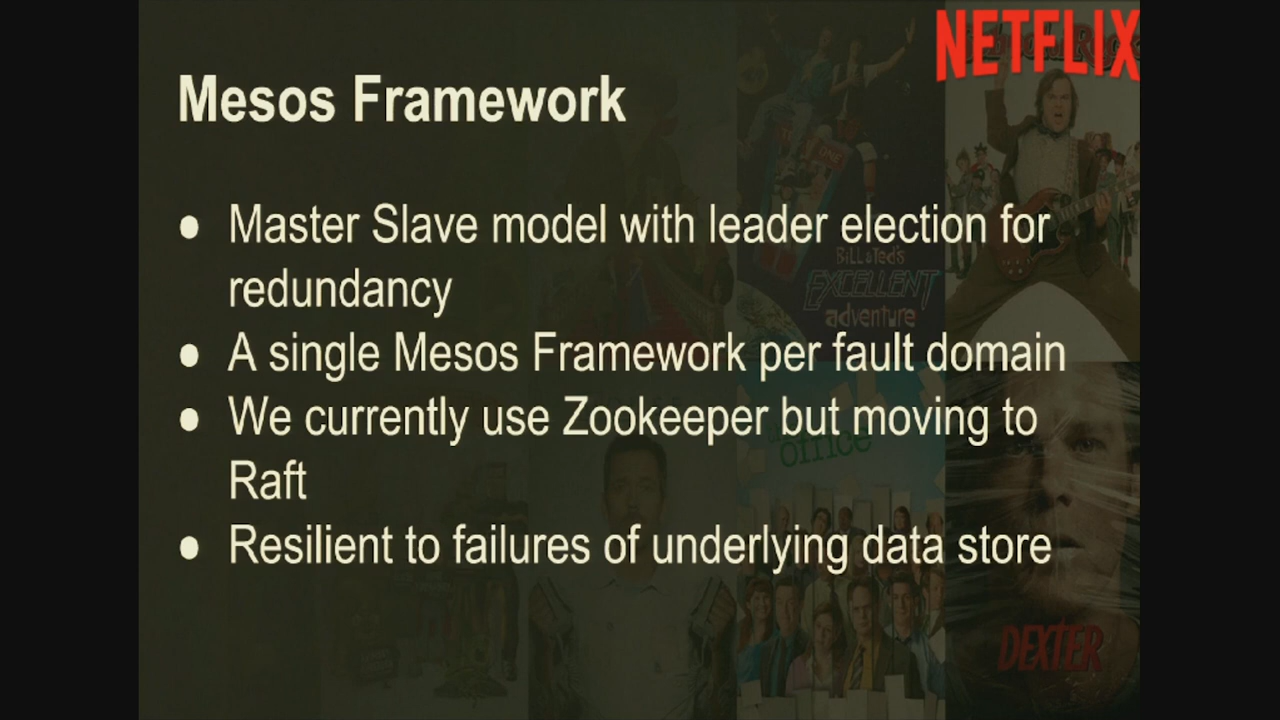 NETFLIX
Mesos Framework
● Master Slave model with leader election for
redundancy
● A single Mesos Framework per fault domain
● We currently use Zookeeper but moving to
Raft
● Resilient to failures of underlying data store
BILL & TED'S
EXCELLENT
adventure
the office
DEXTER